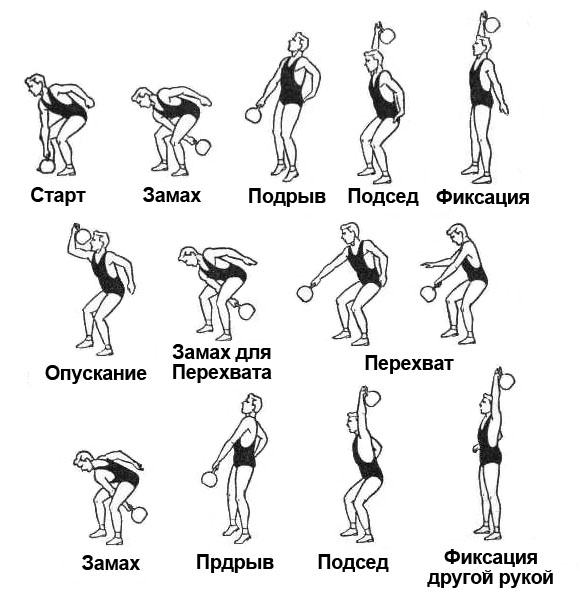 Старт
Замах
Подрыв
Подсед
Фиксация
Опускание
Замах для
Перехвата
Перехват
Замах
Прдрыв
Подсед
Фиксация
другой рукой